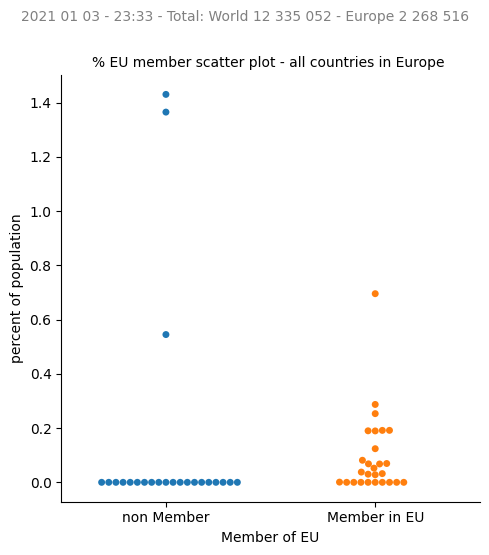 2021 01 03 - 23:33 - Total: World 12 335 052 - Europe 2 268 516
% EU member scatter plot - all countries in Europe
1.4
1.2
1.0
0.8
0.6
0.4
0.2
0.0
percent of population
non Member
Member in EU
Member of EU